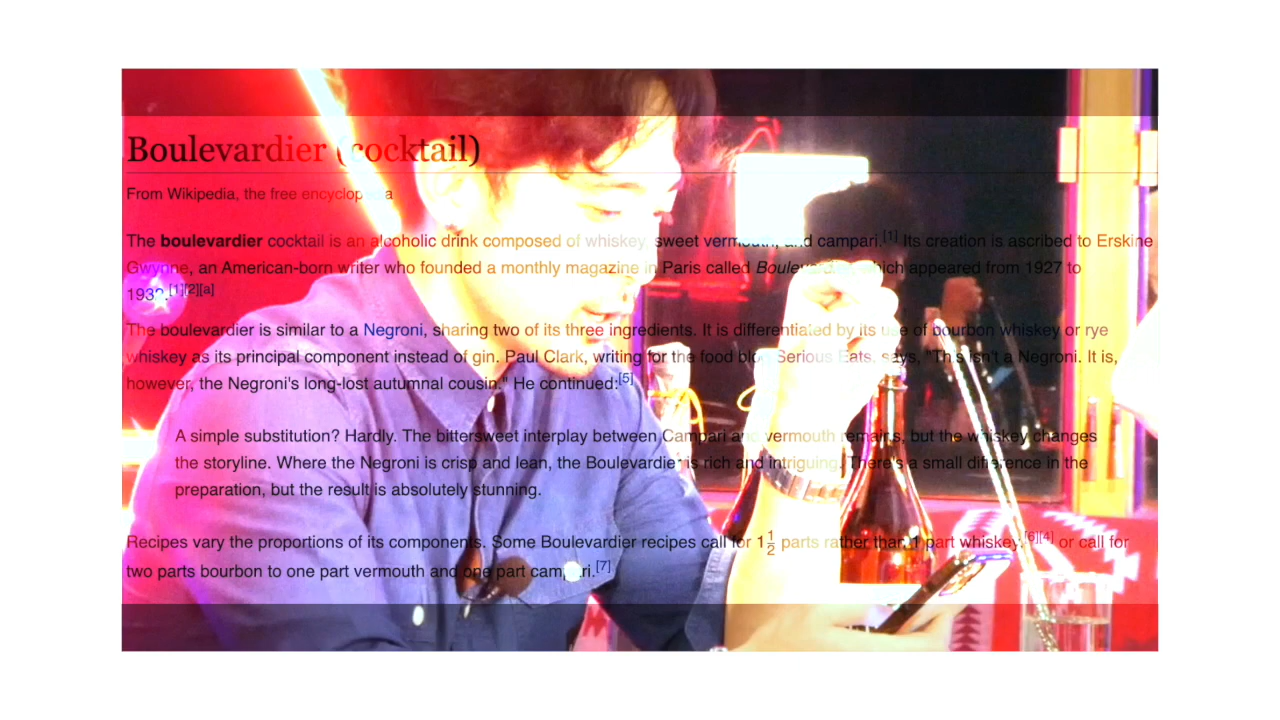 Boulevardier (cocktail)
From Wikipedia, the free encyclopedia
The boulevardier cocktail is an alcoholic drink composed of whiskey, sweet vermouth, and campari.[1] Its creation is ascribed to Erskine
Gwynne, an American-born writer who founded a monthly magazine in Paris called Boulevardier, which appeared from 1927 to
1932.[1][2][a]
The boulevardier is similar to a Negroni, sharing two of its three ingredients. It is differentiated by its use of bourbon whiskey or rye
whiskey as its principal component instead of gin. Paul Clark, writing for the food blog Serious Eats, says, "This isn't a Negroni. It is,
however, the Negroni's long-lost autumnal cousin." He continued:[5]
A simple substitution? Hardly. The bittersweet interplay between Campari and vermouth remains, but the whiskey changes
the storyline. Where the Negroni is crisp and lean, the Boulevardier is rich and intriguing. There's a small difference in the
preparation, but the result is absolutely stunning.
Recipes vary the proportions of its components. Some Boulevardier recipes call for 1 1/2 parts rather than 1 part whiskey,[6][4] or call for
two parts bourbon to one part vermouth and one part campari.[7]